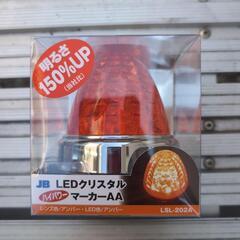 明るさ
150%UP
(当社比)
JB LEDクリスタル
ハイパワー マーカーAA
レンズ色/アンバー・LED色/アンバー
LSL-202A